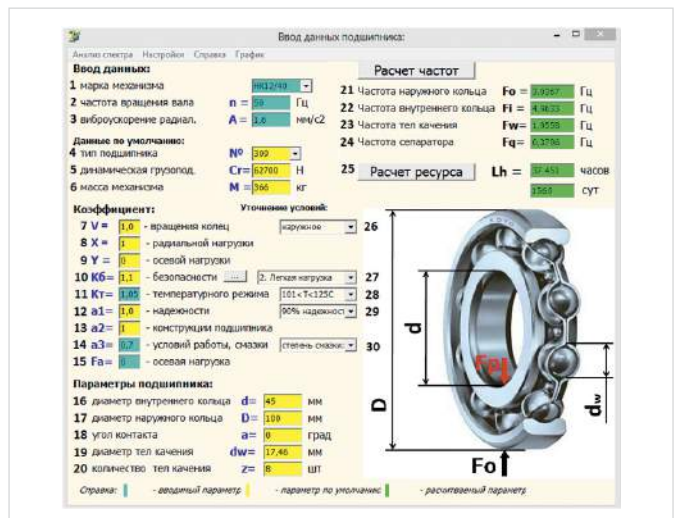 Ввод данных подшипника:
Анализ спектра Настройки Справка График
Ввод данных:
1 марка механизма НК12/40
2 частота вращения вала n = 50 Гц
3 виброускорение радиал. A = 1,6 мм/с2
Данные по умолчанию:
4 тип подшипника № 309
5 динамическая грузопод. Cr= 62700 Н
6 масса механизма M = 366 кг
Расчет частот
21 Частота наружного кольца Fo = Гц
22 Частота внутреннего кольца Fi = Гц
23 Частота тел качения Fw= Гц
24 Частота сепаратора Fq= Гц
25 Расчет ресурса Lh = 37.451 часов
1560 сут
Коэффициент: Уточнение условий:
7 V = 1,0 - вращения колец наружное 26
8 X = 1 - радиальной нагрузки
9 Y = 0 - осевой нагрузки
10 Кб= 1,1 - безопасности ... 2. Легкая нагрузка 27
11 Кт= 1,05 - температурного режима 101<T<125C 28
12 a1= 1,0 - надежности 90% надежност 29
13 a2= 1 - конструкции подшипника
14 a3= 0,7 - условий работы, смазки степень смазки: 30
15 Fa= 0 - осевая нагрузка
Параметры подшипника:
16 диаметр внутреннего кольца d= 45 мм
17 диаметр наружного кольца D= 100 мм
18 угол контакта a= 0 град
19 диаметр тел качения dw= 17,46 мм
20 количество тел качения z= 8 шт
D
d
Fo
dw
Fo
Справка: - вводимый параметр - параметр по умолчанию - расчитваемый параметр